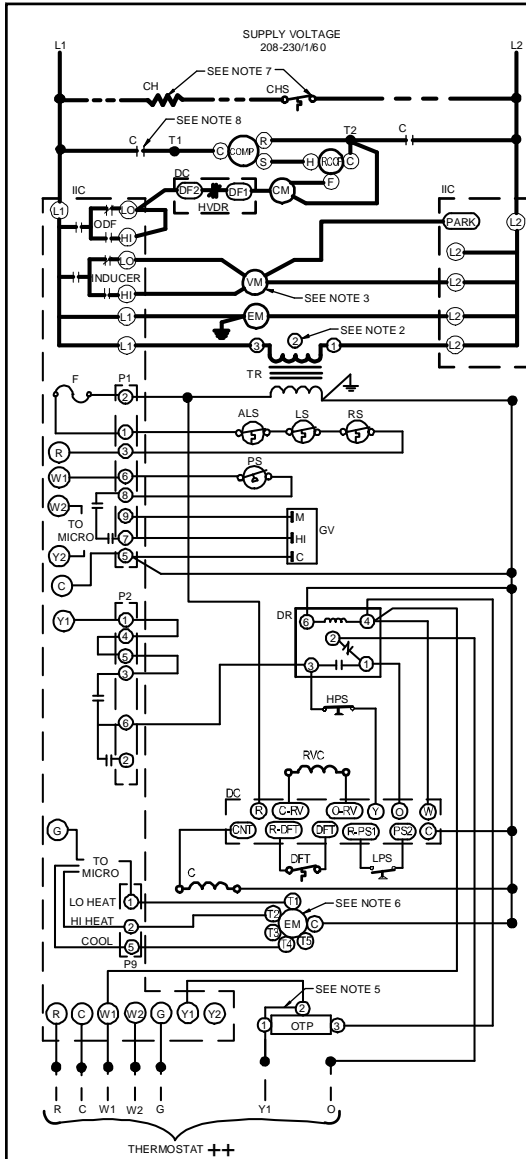 SUPPLY VOLTAGE
208-230/1/60
L1
L2
SEE NOTE 7
CH
CHS
SEE NOTE 8
C
T1
C
COMP
R
S
H
RCCF
C
T2
C
F
DC
DF2
DF1
HVDR
CM
IIC
IIC
L1
LO
ODF
HI
PARK
L2
L2
LO
INDUCER
HI
VM
L2
SEE NOTE 3
L1
EM
L2
SEE NOTE 2
L1
3
2
1
L2
TR
F
P1
2
1
ALS
LS
RS
R
3
W1
6
PS
8
W2
9
M
TO
MICRO
7
HI
GV
Y2
5
C
C
P2
Y1
1
DR
6
4
4
2
5
3
3
1
HPS
6
RVC
2
DC
R
C-RV
O-RV
Y
O
W
CNT
R-DFT
DFT
R-PS1
PS2
C
G
DFT
LPS
TO
MICRO
C
LO HEAT
1
T1
SEE NOTE 6
HI HEAT
2
T2
EM
C
T3
COOL
5
T4
T5
P9
SEE NOTE 5
R
C
W1
W2
G
Y1
Y2
2
1
OTP
3
R
C
W1
W2
G
Y1
O
THERMOSTAT ++